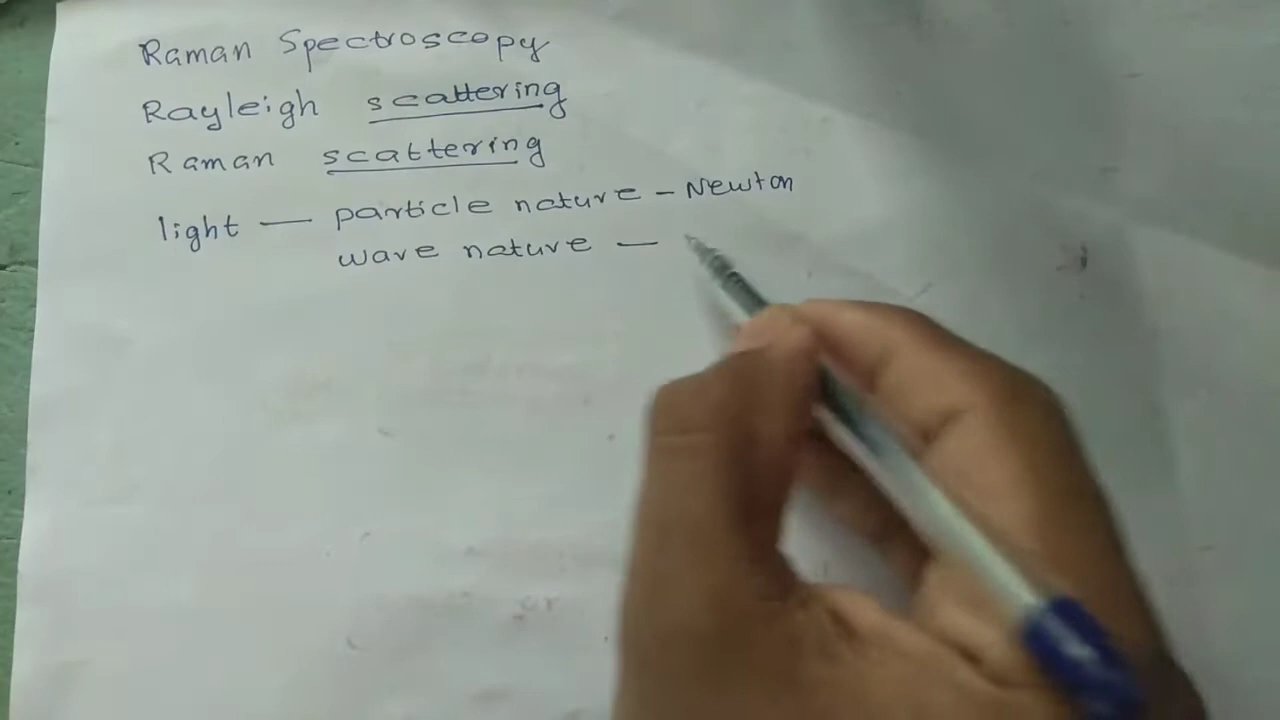 Raman Spectroscopy
Rayleigh scattering
Raman scattering
light — particle nature - Newton
wave nature —